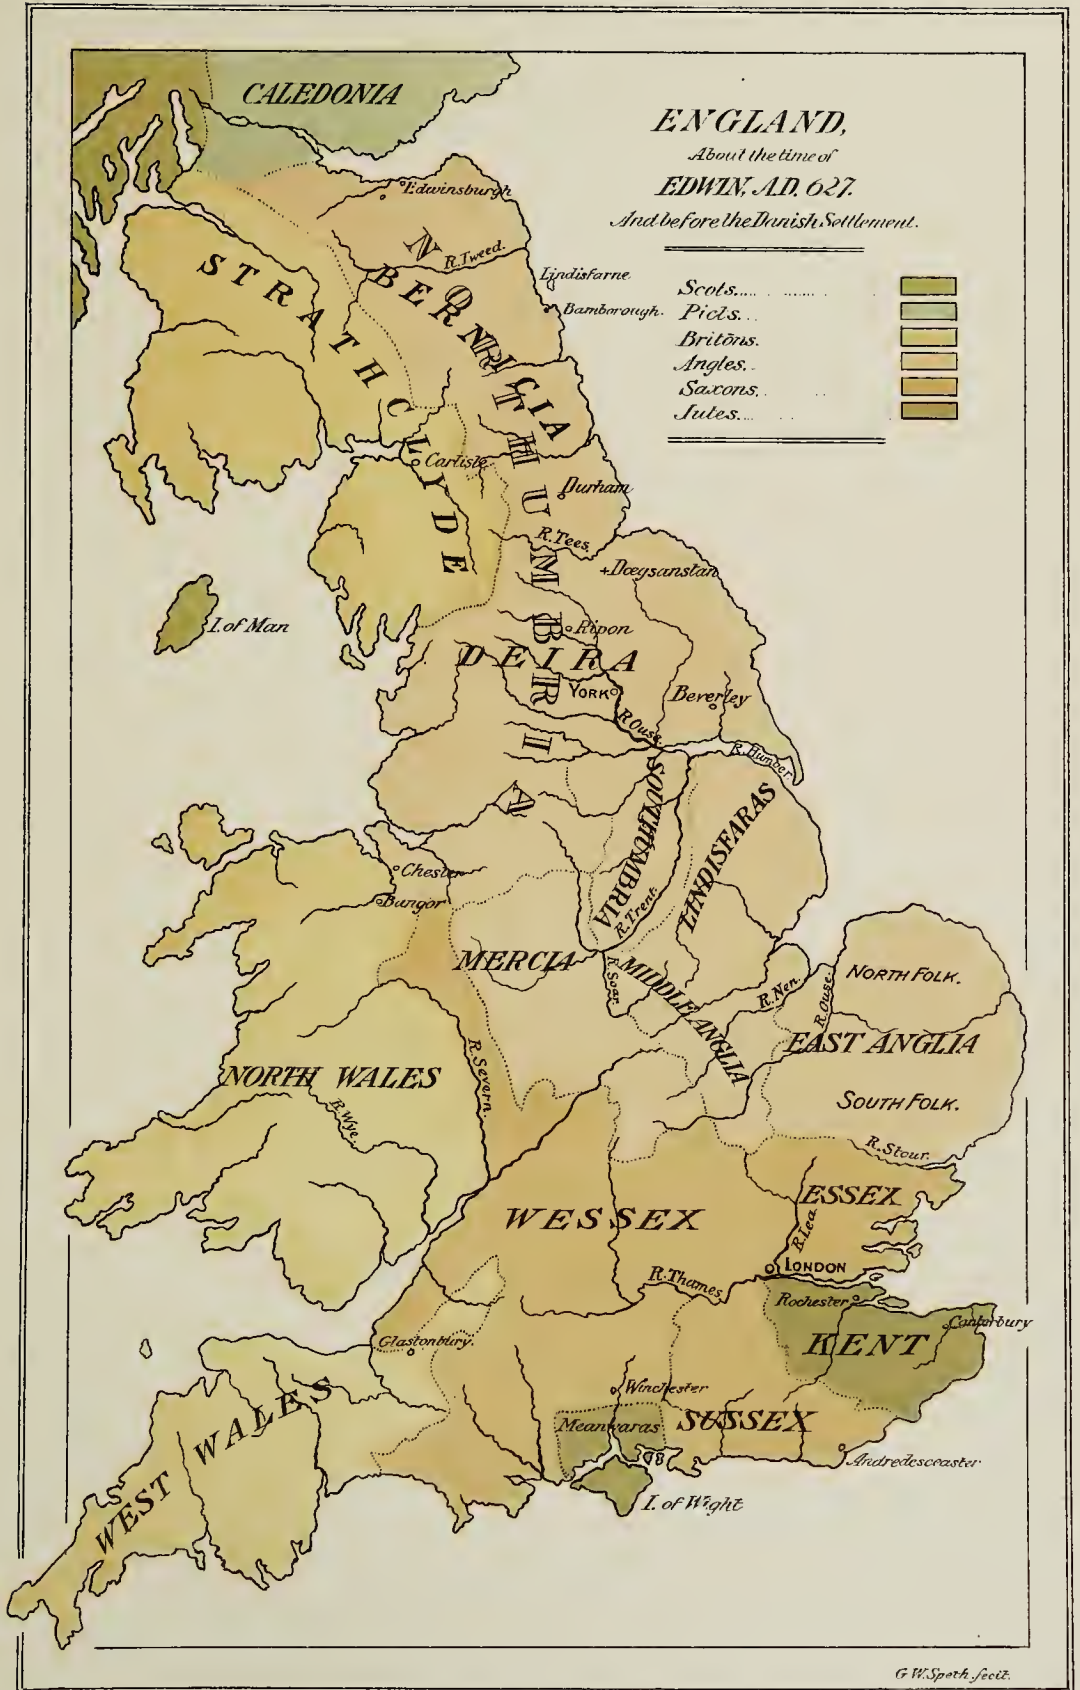 ENGLAND,
About the time of
EDWIN, A.D. 627.
And before the Danish Settlement.
Scots
Picts
Britons.
Angles.
Saxons.
Jutes
CALEDONIA
Edwinsburgh
R. Tweed.
Lindisfarne
Bamborough.
STRATHCLYDE
BERNICIA
NORTHUMBRIA
Carlisle
Durham
R. Tees.
+Dægsanstan
I. of Man
Ripon
DEIRA
YORK
Beverley
R. Ouse
R. Humber
SOUTHUMBRIA
LINDISFARAS
Chester
Bangor
R. Trent.
MERCIA
R. Soar.
MIDDLE ANGLIA
R. Nen.
R. Ouse.
NORTH FOLK.
EAST ANGLIA
SOUTH FOLK.
NORTH WALES
R. Severn.
R. Wye.
R. Stour.
ESSEX
WESSEX
R. Lea.
LONDON
R. Thames.
Rochester
Canterbury
KENT
Glastonbury.
Winchester
Meanwaras
SUSSEX
Andredesceaster
I. of Wight
WEST WALES
G. W. Speth. fecit.